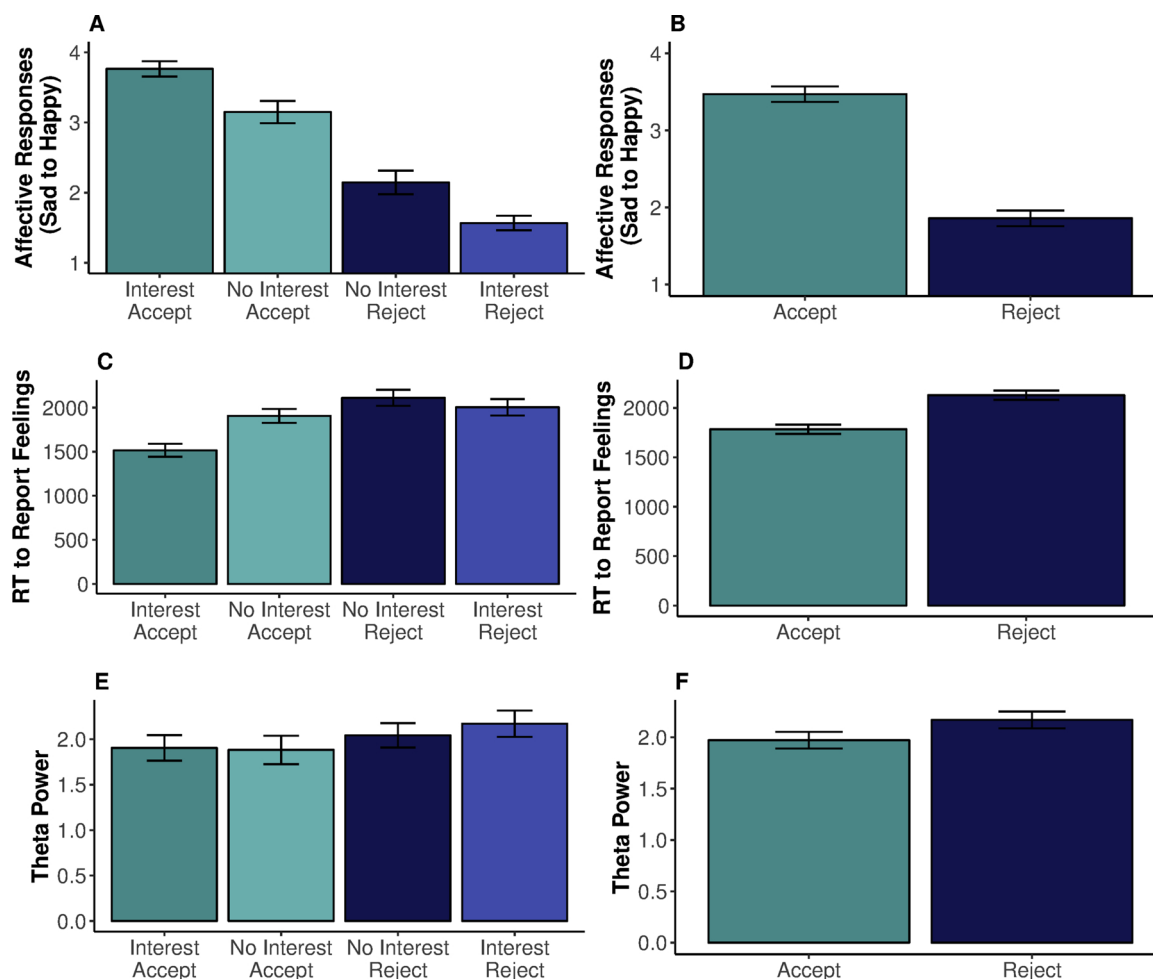 A
Affective Responses
(Sad to Happy)
4
3
2
1
Interest
Accept
No Interest
Accept
No Interest
Reject
Interest
Reject
B
Affective Responses
(Sad to Happy)
4
3
2
1
Accept
Reject
C
RT to Report Feelings
2000
1500
1000
500
0
Interest
Accept
No Interest
Accept
No Interest
Reject
Interest
Reject
D
RT to Report Feelings
2000
1500
1000
500
0
Accept
Reject
E
Theta Power
2.0
1.5
1.0
0.5
0.0
Interest
Accept
No Interest
Accept
No Interest
Reject
Interest
Reject
F
Theta Power
2.0
1.5
1.0
0.5
0.0
Accept
Reject